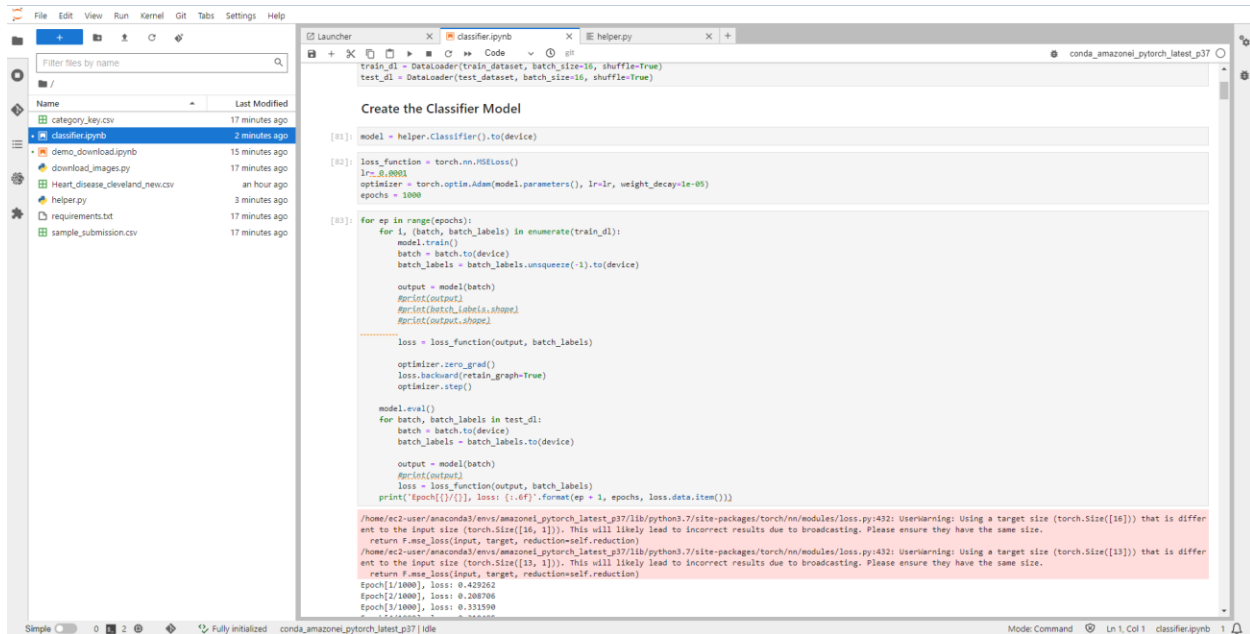 File Edit View Run Kernel Git Tabs Settings Help
Filter files by name
/
Name Last Modified
category_key.csv 17 minutes ago
classifier.ipynb 2 minutes ago
demo_download.ipynb 15 minutes ago
download_images.py 17 minutes ago
Heart_disease_cleveland_new.csv an hour ago
helper.py 3 minutes ago
requirements.txt 17 minutes ago
sample_submission.csv 17 minutes ago
Launcher classifier.ipynb helper.py
Code git conda_amazonei_pytorch_latest_p37
train_dl = DataLoader(train_dataset, batch_size=16, shuffle=True)
test_dl = DataLoader(test_dataset, batch_size=16, shuffle=True)
Create the Classifier Model
[81]: model = helper.Classifier().to(device)
[82]: loss_function = torch.nn.MSELoss()
lr= 0.0001
optimizer = torch.optim.Adam(model.parameters(), lr=lr, weight_decay=1e-05)
epochs = 1000
[83]: for ep in range(epochs):
for i, (batch, batch_labels) in enumerate(train_dl):
model.train()
batch = batch.to(device)
batch_labels = batch_labels.unsqueeze(-1).to(device)
output = model(batch)
#print(output)
#print(batch_labels.shape)
#print(output.shape)
loss = loss_function(output, batch_labels)
optimizer.zero_grad()
loss.backward(retain_graph=True)
optimizer.step()
model.eval()
for batch, batch_labels in test_dl:
batch = batch.to(device)
batch_labels = batch_labels.to(device)
output = model(batch)
#print(output)
loss = loss_function(output, batch_labels)
print('Epoch[{}/{}], loss: {:.6f}'.format(ep + 1, epochs, loss.data.item()))
/home/ec2-user/anaconda3/envs/amazonei_pytorch_latest_p37/lib/python3.7/site-packages/torch/nn/modules/loss.py:432: UserWarning: Using a target size (torch.Size([16])) that is differ
ent to the input size (torch.Size([16, 1])). This will likely lead to incorrect results due to broadcasting. Please ensure they have the same size.
return F.mse_loss(input, target, reduction=self.reduction)
/home/ec2-user/anaconda3/envs/amazonei_pytorch_latest_p37/lib/python3.7/site-packages/torch/nn/modules/loss.py:432: UserWarning: Using a target size (torch.Size([13])) that is differ
ent to the input size (torch.Size([13, 1])). This will likely lead to incorrect results due to broadcasting. Please ensure they have the same size.
return F.mse_loss(input, target, reduction=self.reduction)
Epoch[1/1000], loss: 0.429262
Epoch[2/1000], loss: 0.208706
Epoch[3/1000], loss: 0.331590
Simple 0 2 Fully initialized conda_amazonei_pytorch_latest_p37 | Idle Mode: Command Ln 1, Col 1 classifier.ipynb 1